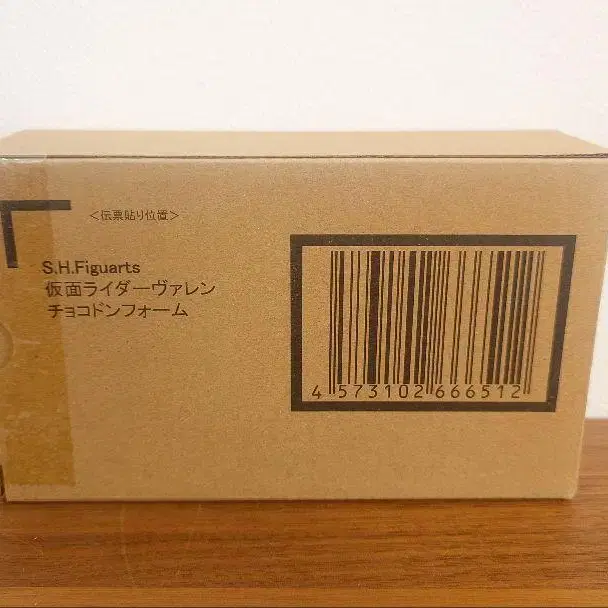 <伝票貼り位置>
S.H.Figuarts
仮面ライダーヴァレン
チョコドンフォーム
4 573102 666512